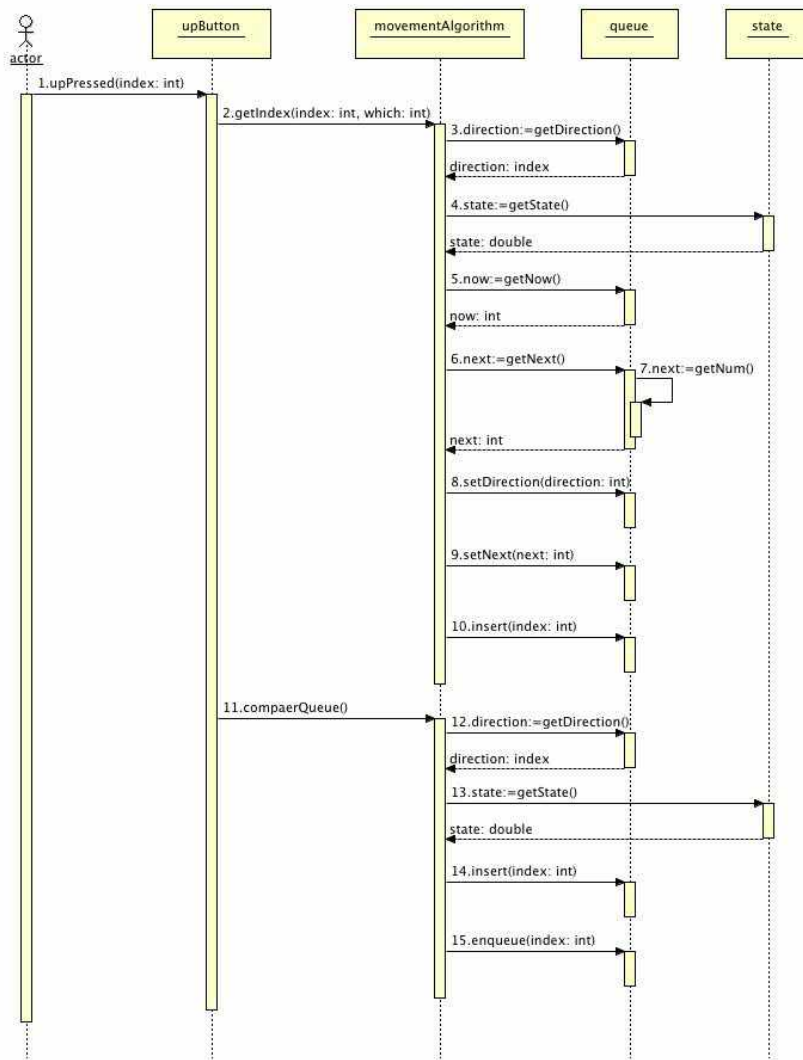 upButton
movementAlgorithm
queue
state
actor
1.upPressed(index: int)
2.getIndex(index: int, which: int)
3.direction:=getDirection()
direction: index
4.state:=getState()
state: double
5.now:=getNow()
now: int
6.next:=getNext()
7.next:=getNum()
next: int
8.setDirection(direction: int)
9.setNext(next: int)
10.insert(index: int)
11.compaerQueue()
12.direction:=getDirection()
direction: index
13.state:=getState()
state: double
14.insert(index: int)
15.enqueue(index: int)